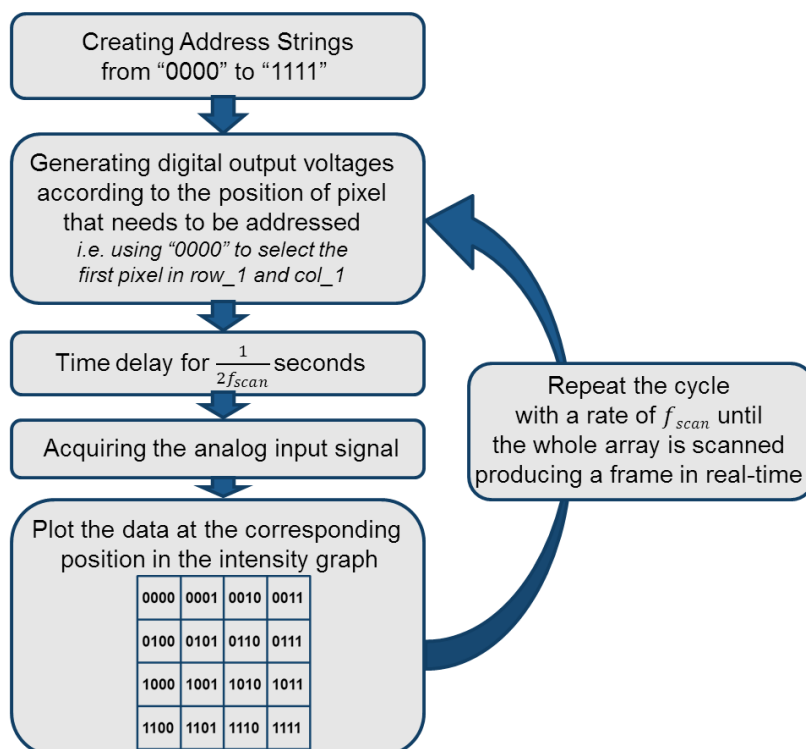 Creating Address Strings
from “0000” to “1111”
Generating digital output voltages
according to the position of pixel
that needs to be addressed
i.e. using “0000” to select the
first pixel in row_1 and col_1
Time delay for 1/(2f_scan) seconds
Acquiring the analog input signal
Plot the data at the corresponding
position in the intensity graph
0000 0001 0010 0011
0100 0101 0110 0111
1000 1001 1010 1011
1100 1101 1110 1111
Repeat the cycle
with a rate of f_scan until
the whole array is scanned
producing a frame in real-time